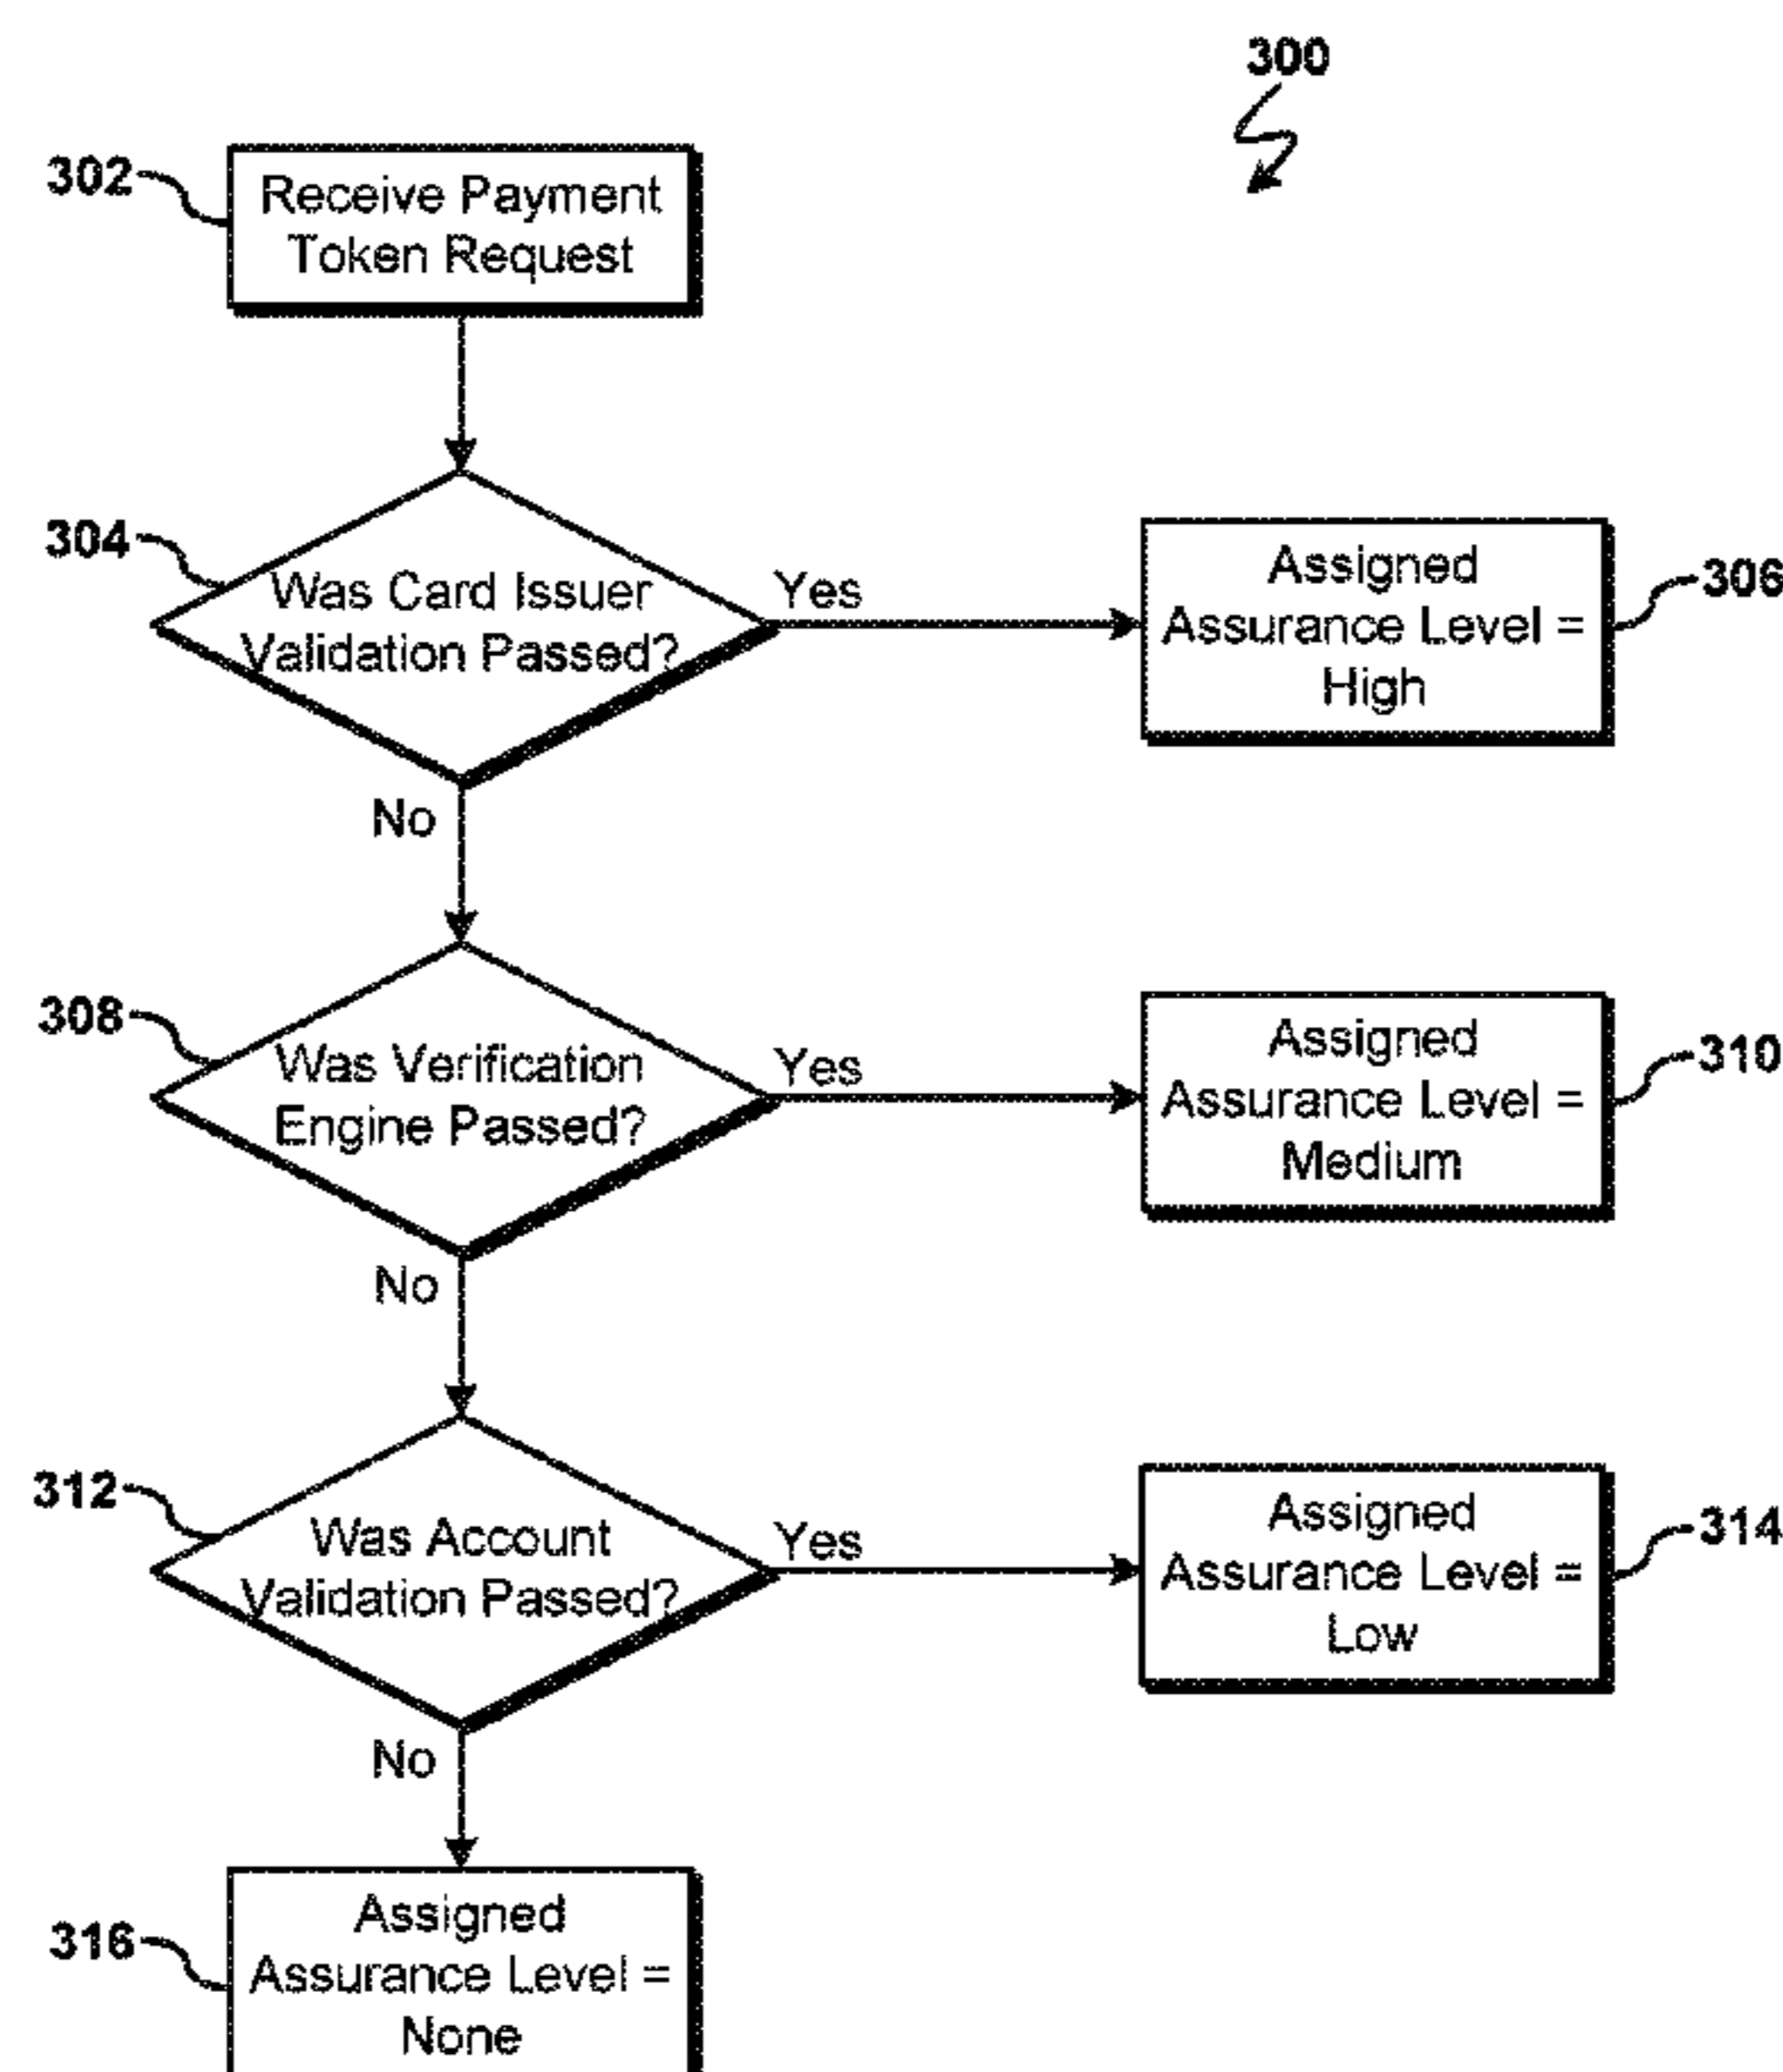 300
302
Receive Payment
Token Request
304
Was Card Issuer
Validation Passed?
Yes
Assigned
Assurance Level =
High
306
No
308
Was Verification
Engine Passed?
Yes
Assigned
Assurance Level =
Medium
310
No
312
Was Account
Validation Passed?
Yes
Assigned
Assurance Level =
Low
314
No
316
Assigned
Assurance Level =
None